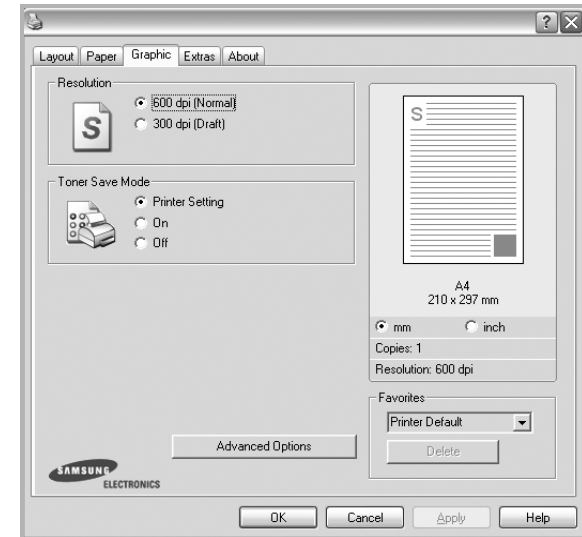 Layout Paper Graphic Extras About
Resolution
600 dpi (Normal)
300 dpi (Draft)
S
Toner Save Mode
Printer Setting
On
Off
Advanced Options
SAMSUNG
ELECTRONICS
S
A4
210 x 297 mm
mm inch
Copies: 1
Resolution: 600 dpi
Favorites
Printer Default
Delete
OK Cancel Apply Help